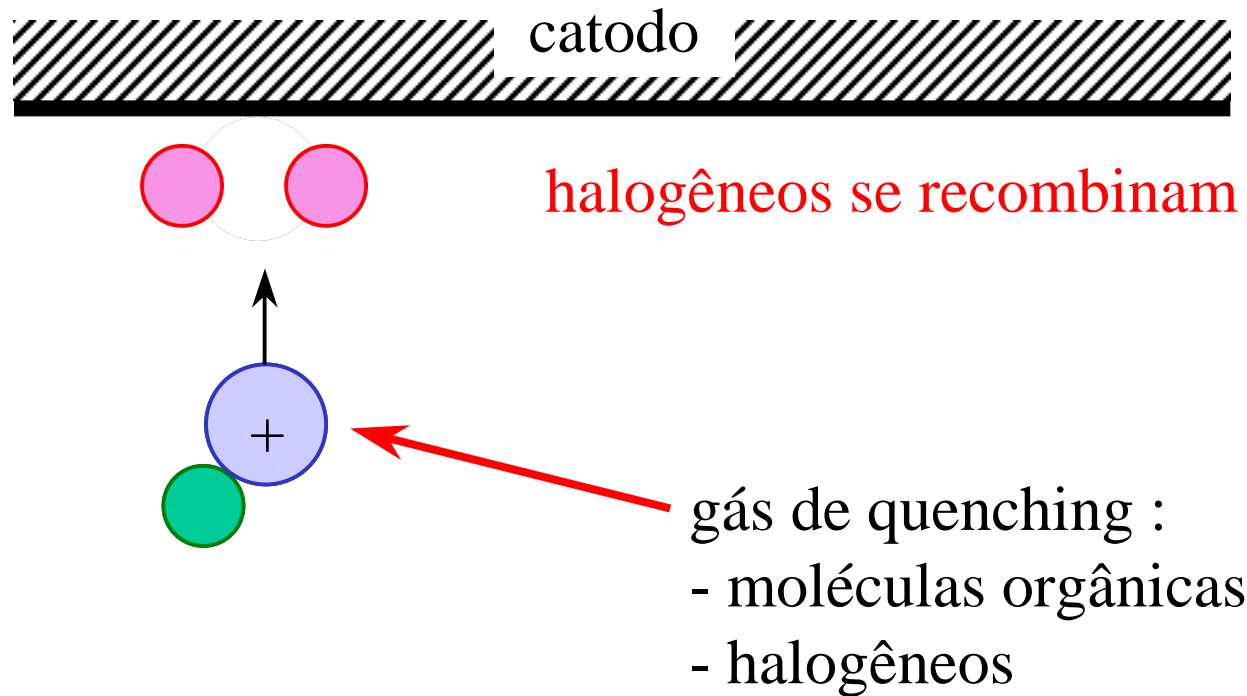 catodo
halogêneos se recombinam
+
gás de quenching :
- moléculas orgânicas
- halogêneos